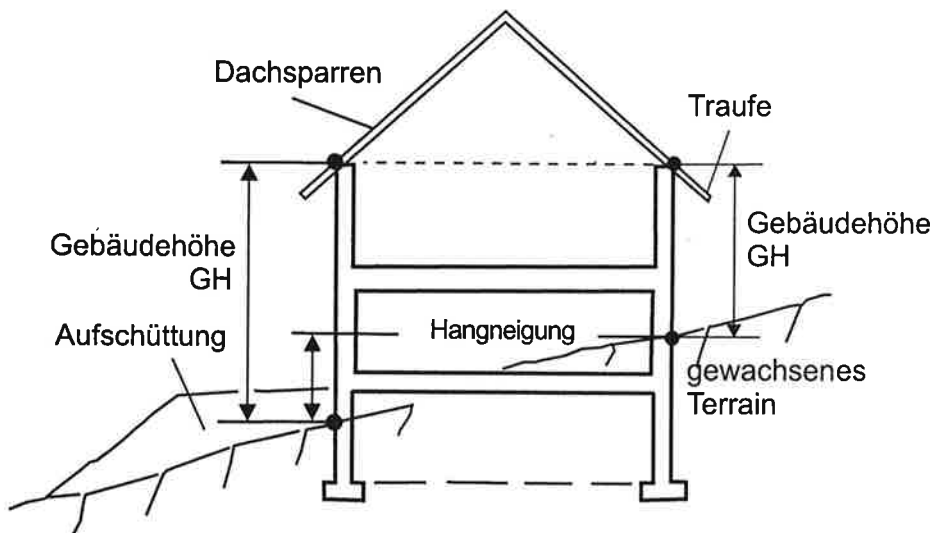 Dachsparren
Traufe
Gebäudehöhe
GH
Gebäudehöhe
GH
Aufschüttung
Hangneigung
gewachsenes
Terrain